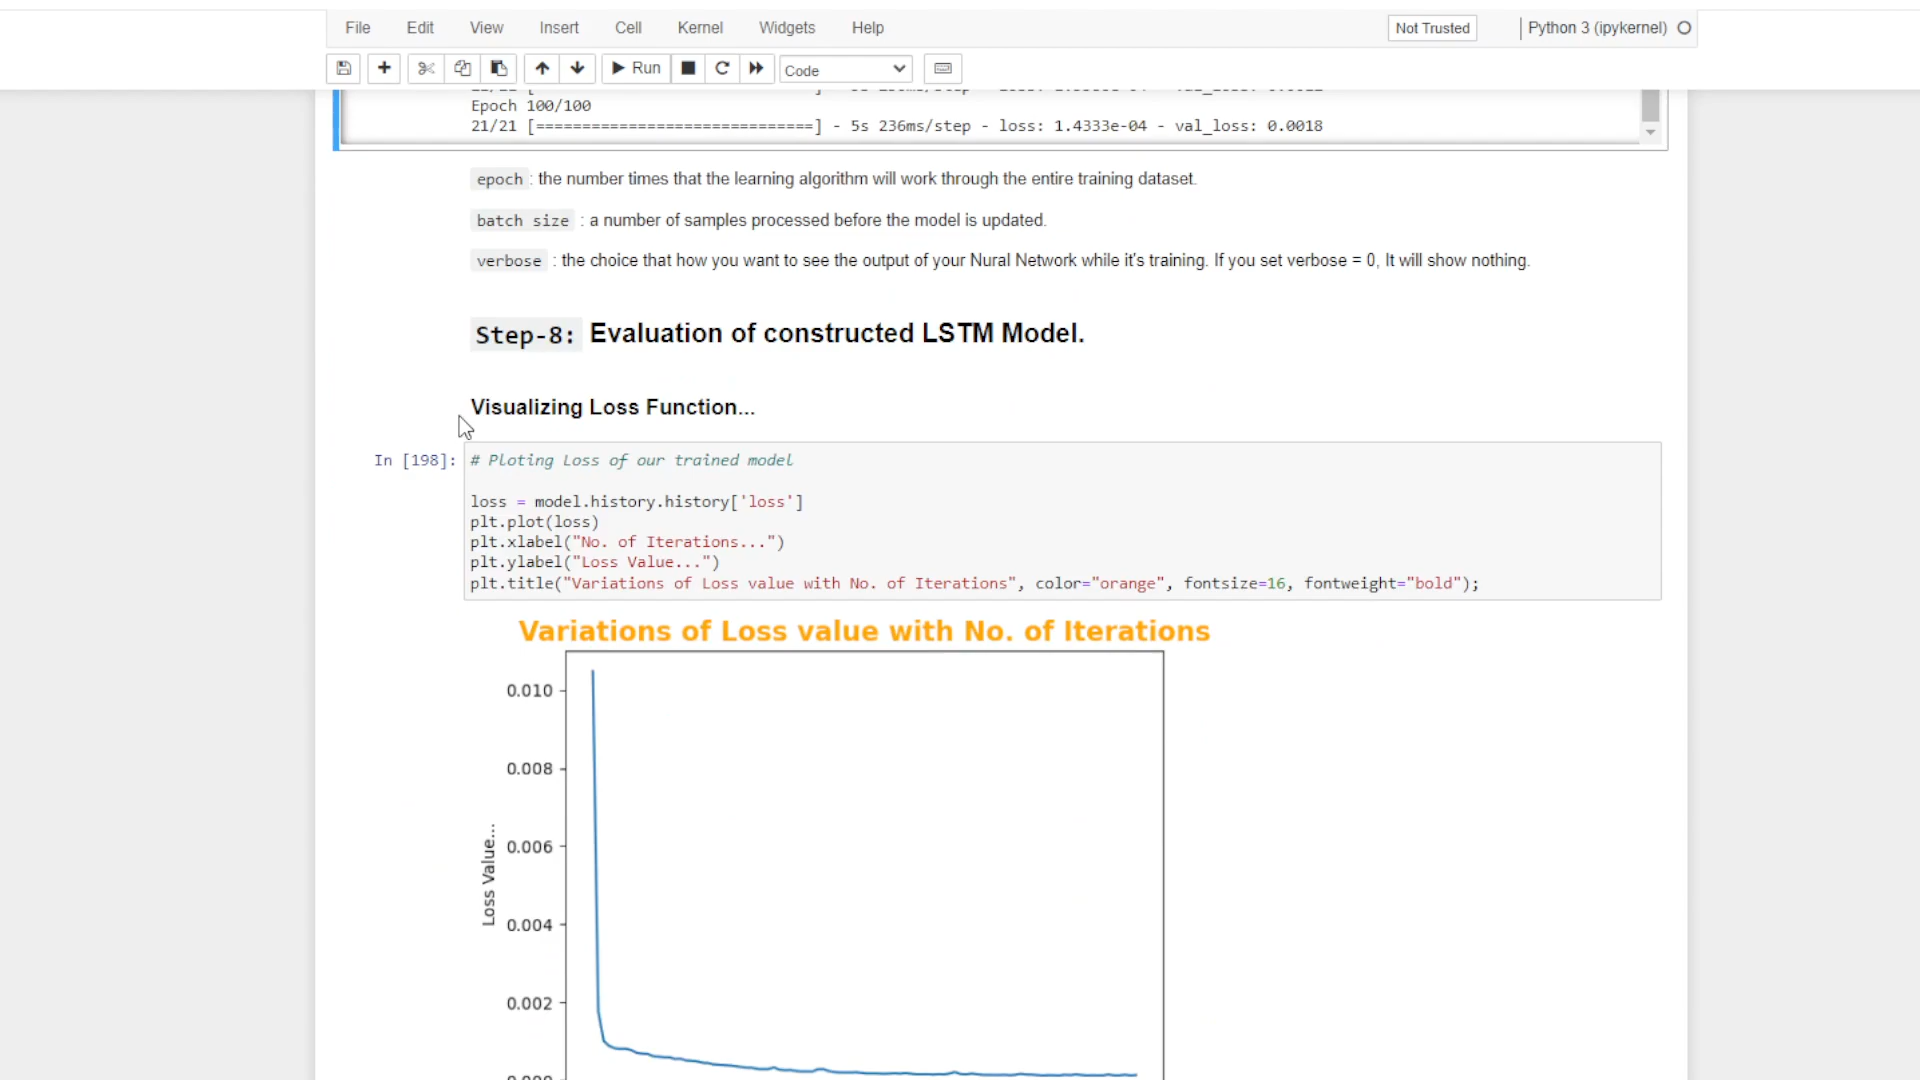 File Edit View Insert Cell Kernel Widgets Help Not Trusted Python 3 (ipykernel)
Run Code
Epoch 100/100
21/21 [==============================] - 5s 236ms/step - loss: 1.4333e-04 - val_loss: 0.0018
epoch : the number times that the learning algorithm will work through the entire training dataset.
batch size : a number of samples processed before the model is updated.
verbose : the choice that how you want to see the output of your Nural Network while it's training. If you set verbose = 0, It will show nothing.
Step-8: Evaluation of constructed LSTM Model.
Visualizing Loss Function...
In [198]: # Ploting Loss of our trained model
loss = model.history.history['loss']
plt.plot(loss)
plt.xlabel("No. of Iterations...")
plt.ylabel("Loss Value...")
plt.title("Variations of Loss value with No. of Iterations", color="orange", fontsize=16, fontweight="bold");
Variations of Loss value with No. of Iterations
0.010
0.008
0.006
Loss Value...
0.004
0.002